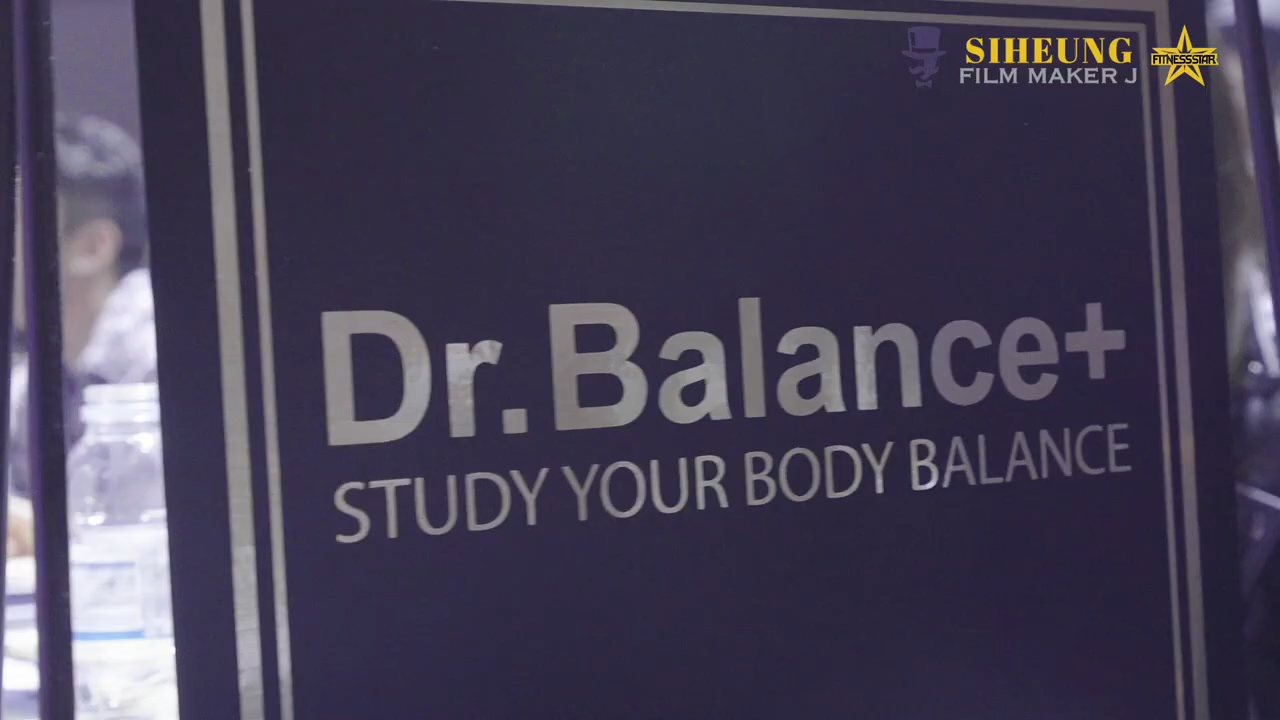 SIHEUNG
FILM MAKER J
FITNESSSTAR
Dr.Balance+
STUDY YOUR BODY BALANCE